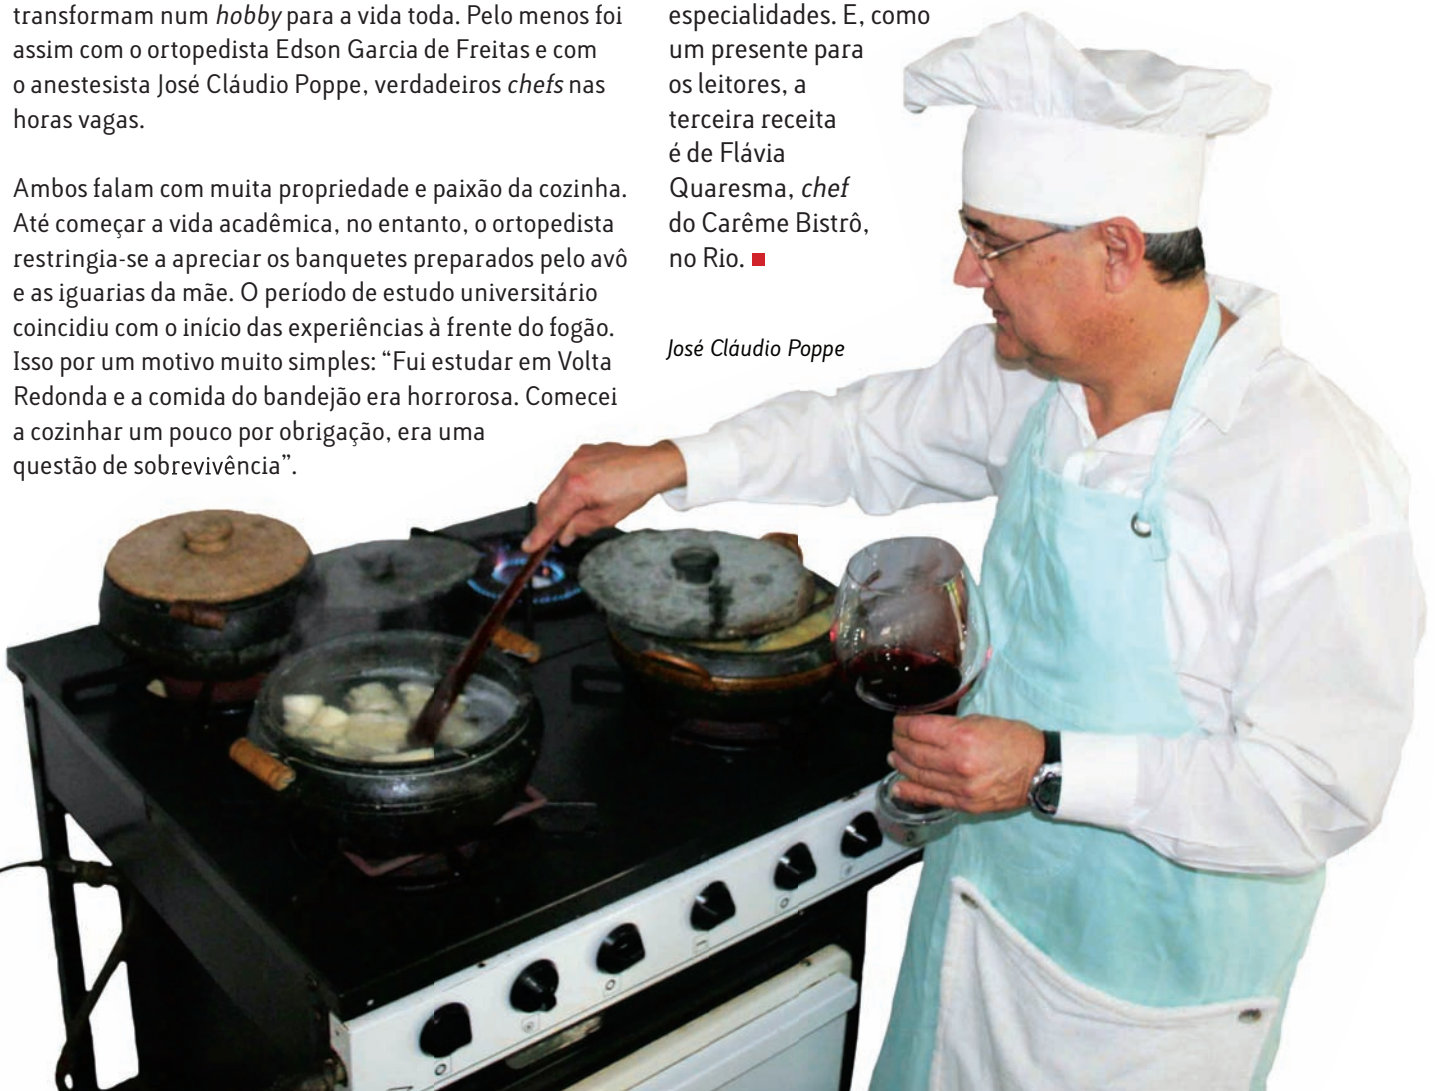 transformam num hobby para a vida toda. Pelo menos foi
assim com o ortopedista Edson Garcia de Freitas e com
o anestesista José Cláudio Poppe, verdadeiros chefs nas
horas vagas.
Ambos falam com muita propriedade e paixão da cozinha.
Até começar a vida acadêmica, no entanto, o ortopedista
restringia-se a apreciar os banquetes preparados pelo avô
e as iguarias da mãe. O período de estudo universitário
coincidiu com o início das experiências à frente do fogão.
Isso por um motivo muito simples: “Fui estudar em Volta
Redonda e a comida do bandejão era horrorosa. Comecei
a cozinhar um pouco por obrigação, era uma
questão de sobrevivência”.
especialidades. E, como
um presente para
os leitores, a
terceira receita
é de Flávia
Quaresma, chef
do Carême Bistrô,
no Rio.
José Cláudio Poppe